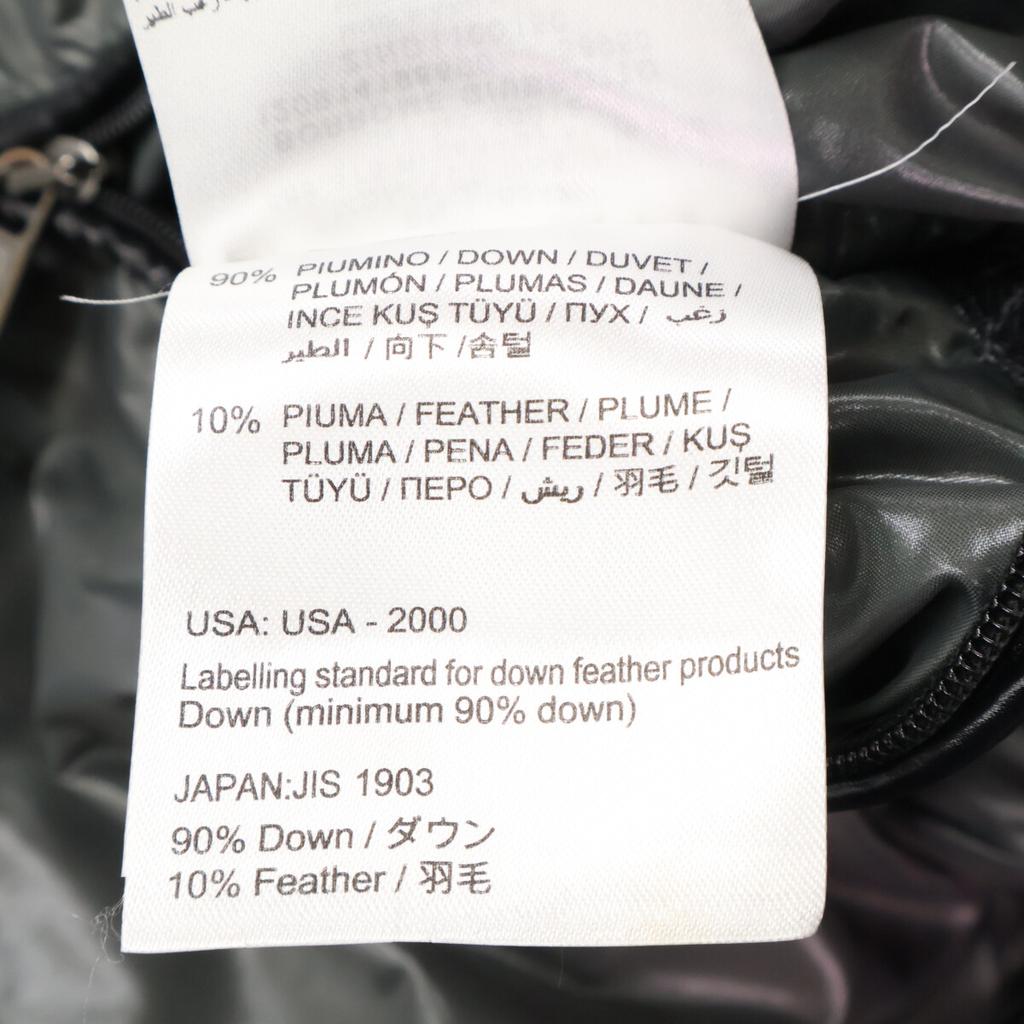 90% PIUMINO / DOWN / DUVET /
PLUMÓN / PLUMAS / DAUNE /
INCE KUŞ TÜYÜ / ПУХ / زغب
الطير / 向下 /솜털
10% PIUMA / FEATHER / PLUME /
PLUMA / PENA / FEDER / KUŞ
TÜYÜ / ПЕРО / ريش / 羽毛 / 깃털
USA: USA - 2000
Labelling standard for down feather products
Down (minimum 90% down)
JAPAN:JIS 1903
90% Down / ダウン
10% Feather / 羽毛